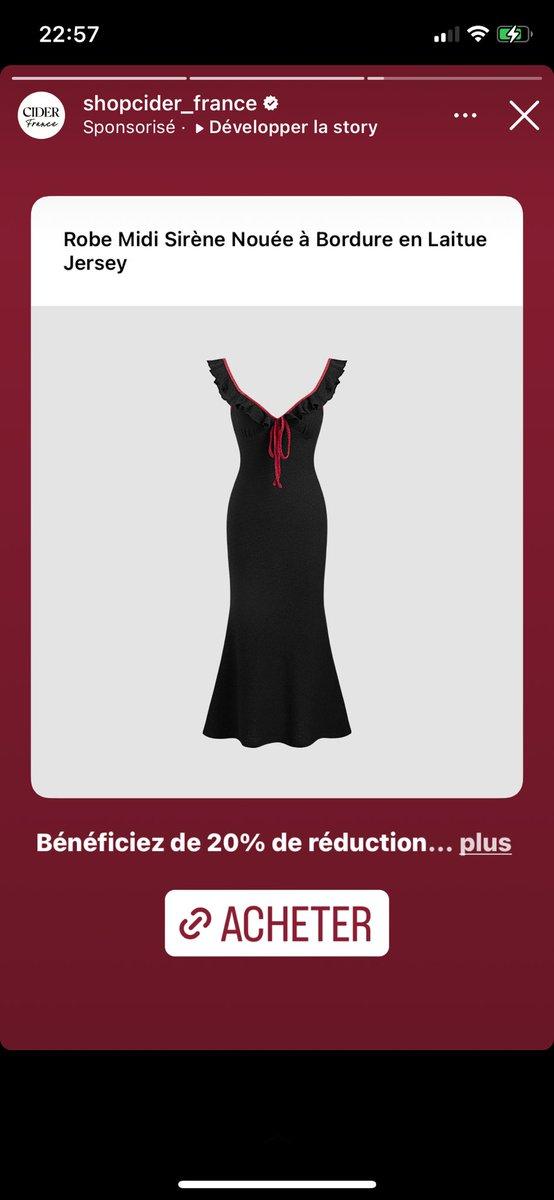 22:57
CIDER
France
shopcider_france
Sponsorisé · ▸ Développer la story
Robe Midi Sirène Nouée à Bordure en Laitue
Jersey
Bénéficiez de 20% de réduction... plus
ACHETER